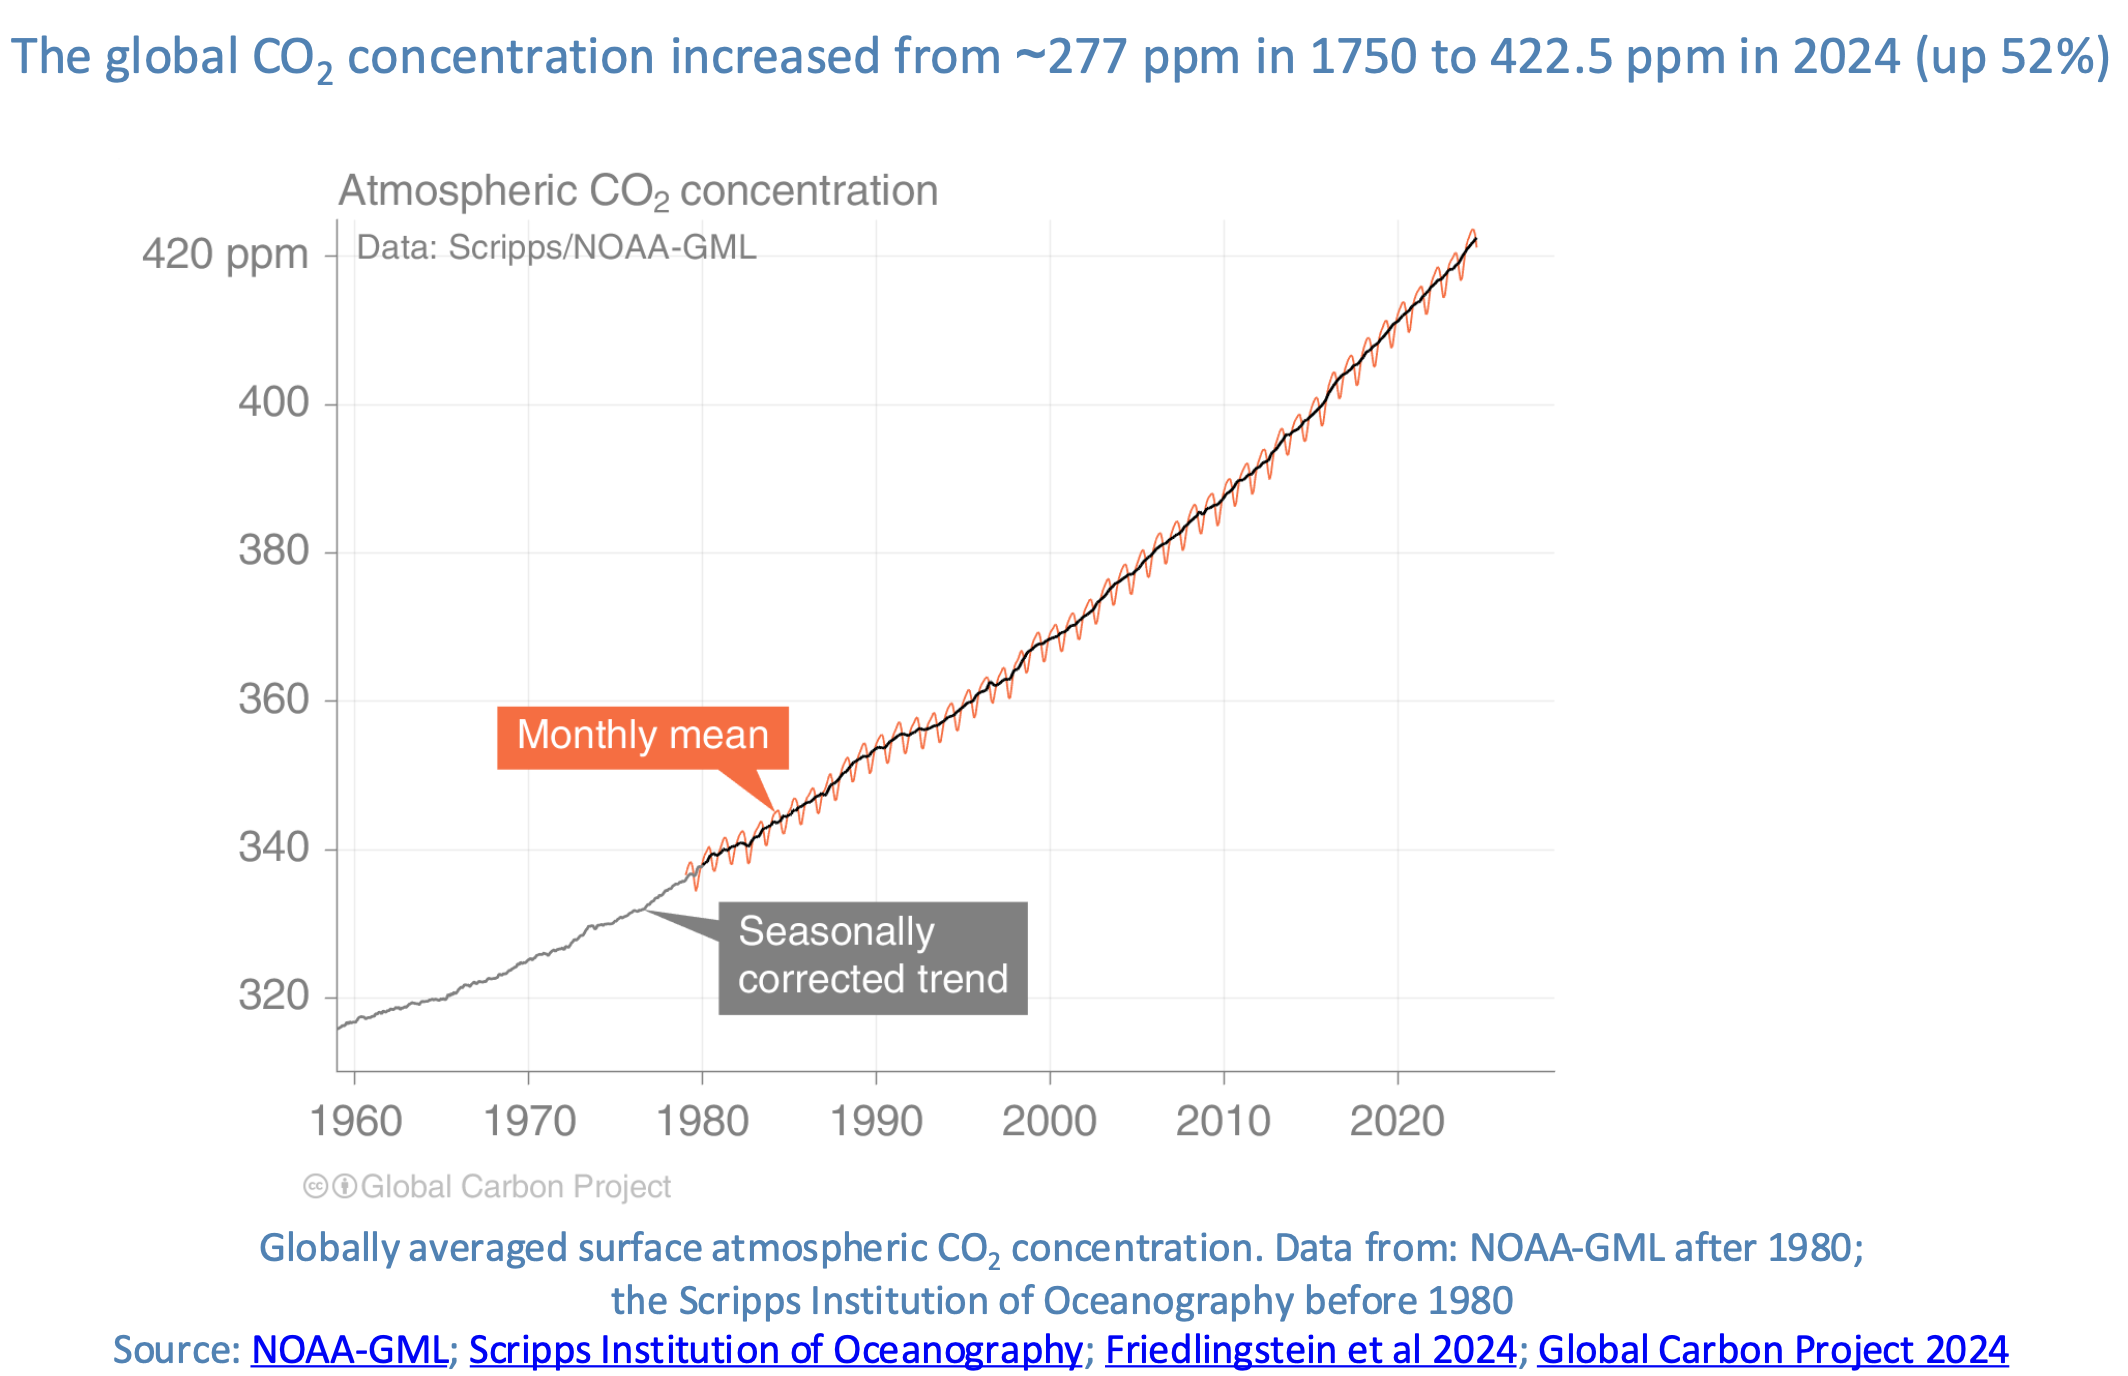 The global CO₂ concentration increased from ~277 ppm in 1750 to 422.5 ppm in 2024 (up 52%)
Atmospheric CO₂ concentration
Data: Scripps/NOAA-GML
420 ppm
400
380
360
340
320
Monthly mean
Seasonally
corrected trend
1960 1970 1980 1990 2000 2010 2020
cc Global Carbon Project
Globally averaged surface atmospheric CO₂ concentration. Data from: NOAA-GML after 1980;
the Scripps Institution of Oceanography before 1980
Source: NOAA-GML; Scripps Institution of Oceanography; Friedlingstein et al 2024; Global Carbon Project 2024